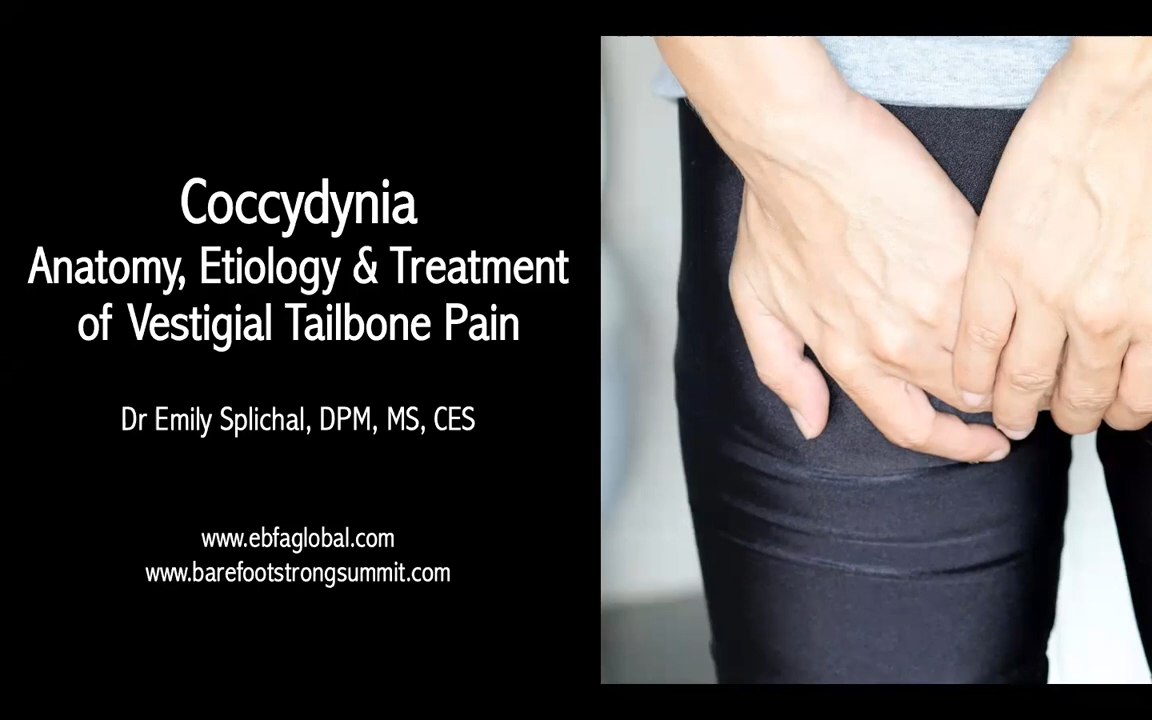 Coccydynia
Anatomy, Etiology & Treatment
of Vestigial Tailbone Pain
Dr Emily Splichal, DPM, MS, CES
www.ebfaglobal.com
www.barefootstrongsummit.com